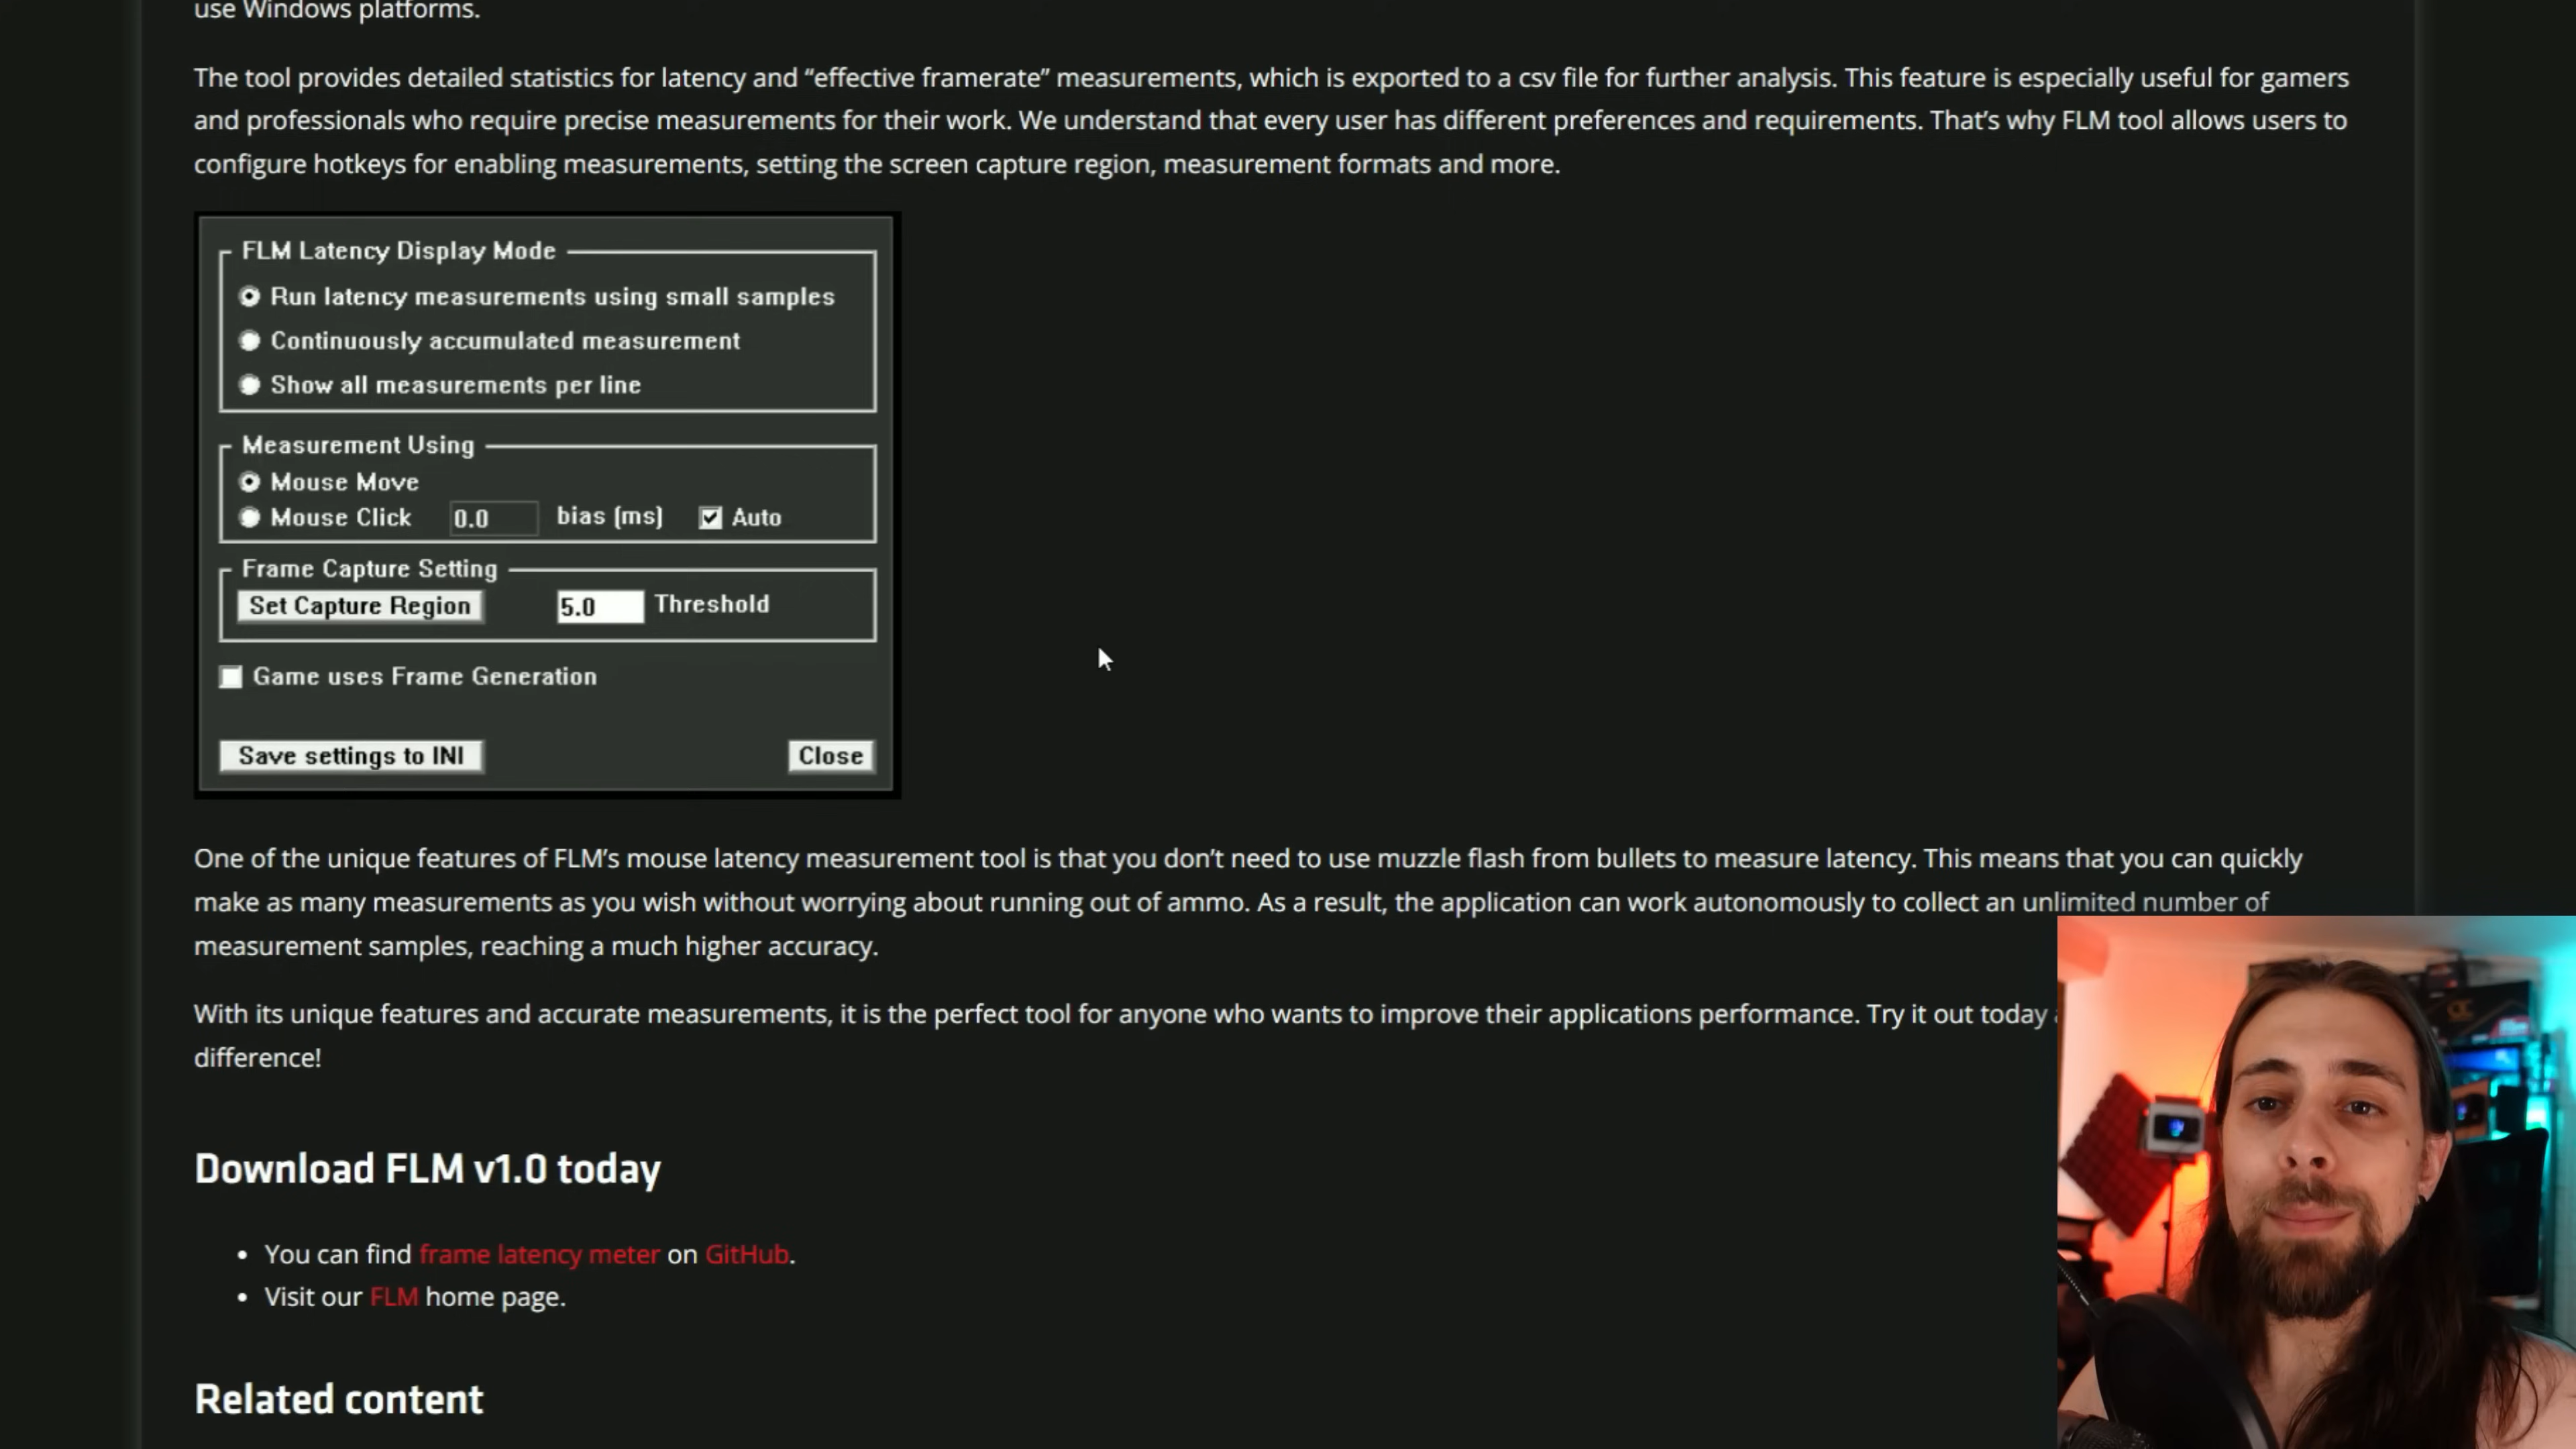 use Windows platforms.
The tool provides detailed statistics for latency and “effective framerate” measurements, which is exported to a csv file for further analysis. This feature is especially useful for gamers
and professionals who require precise measurements for their work. We understand that every user has different preferences and requirements. That’s why FLM tool allows users to
configure hotkeys for enabling measurements, setting the screen capture region, measurement formats and more.
FLM Latency Display Mode
Run latency measurements using small samples
Continuously accumulated measurement
Show all measurements per line
Measurement Using
Mouse Move
Mouse Click 0.0 bias (ms) Auto
Frame Capture Setting
Set Capture Region 5.0 Threshold
Game uses Frame Generation
Save settings to INI Close
One of the unique features of FLM’s mouse latency measurement tool is that you don’t need to use muzzle flash from bullets to measure latency. This means that you can quickly
make as many measurements as you wish without worrying about running out of ammo. As a result, the application can work autonomously to collect an unlimited number of
measurement samples, reaching a much higher accuracy.
With its unique features and accurate measurements, it is the perfect tool for anyone who wants to improve their applications performance. Try it out today
difference!
Download FLM v1.0 today
• You can find frame latency meter on GitHub.
• Visit our FLM home page.
Related content